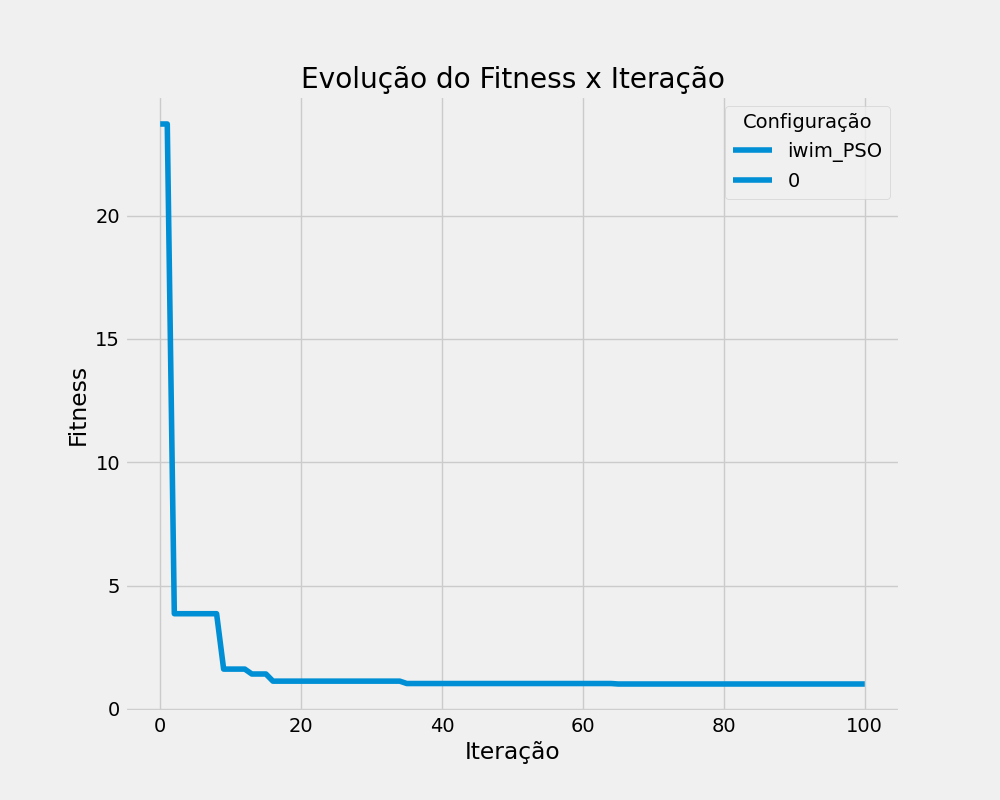 Evolução do Fitness x Iteração
Configuração
iwim_PSO
0
Fitness
20
15
10
5
0
0 20 40 60 80 100
Iteração